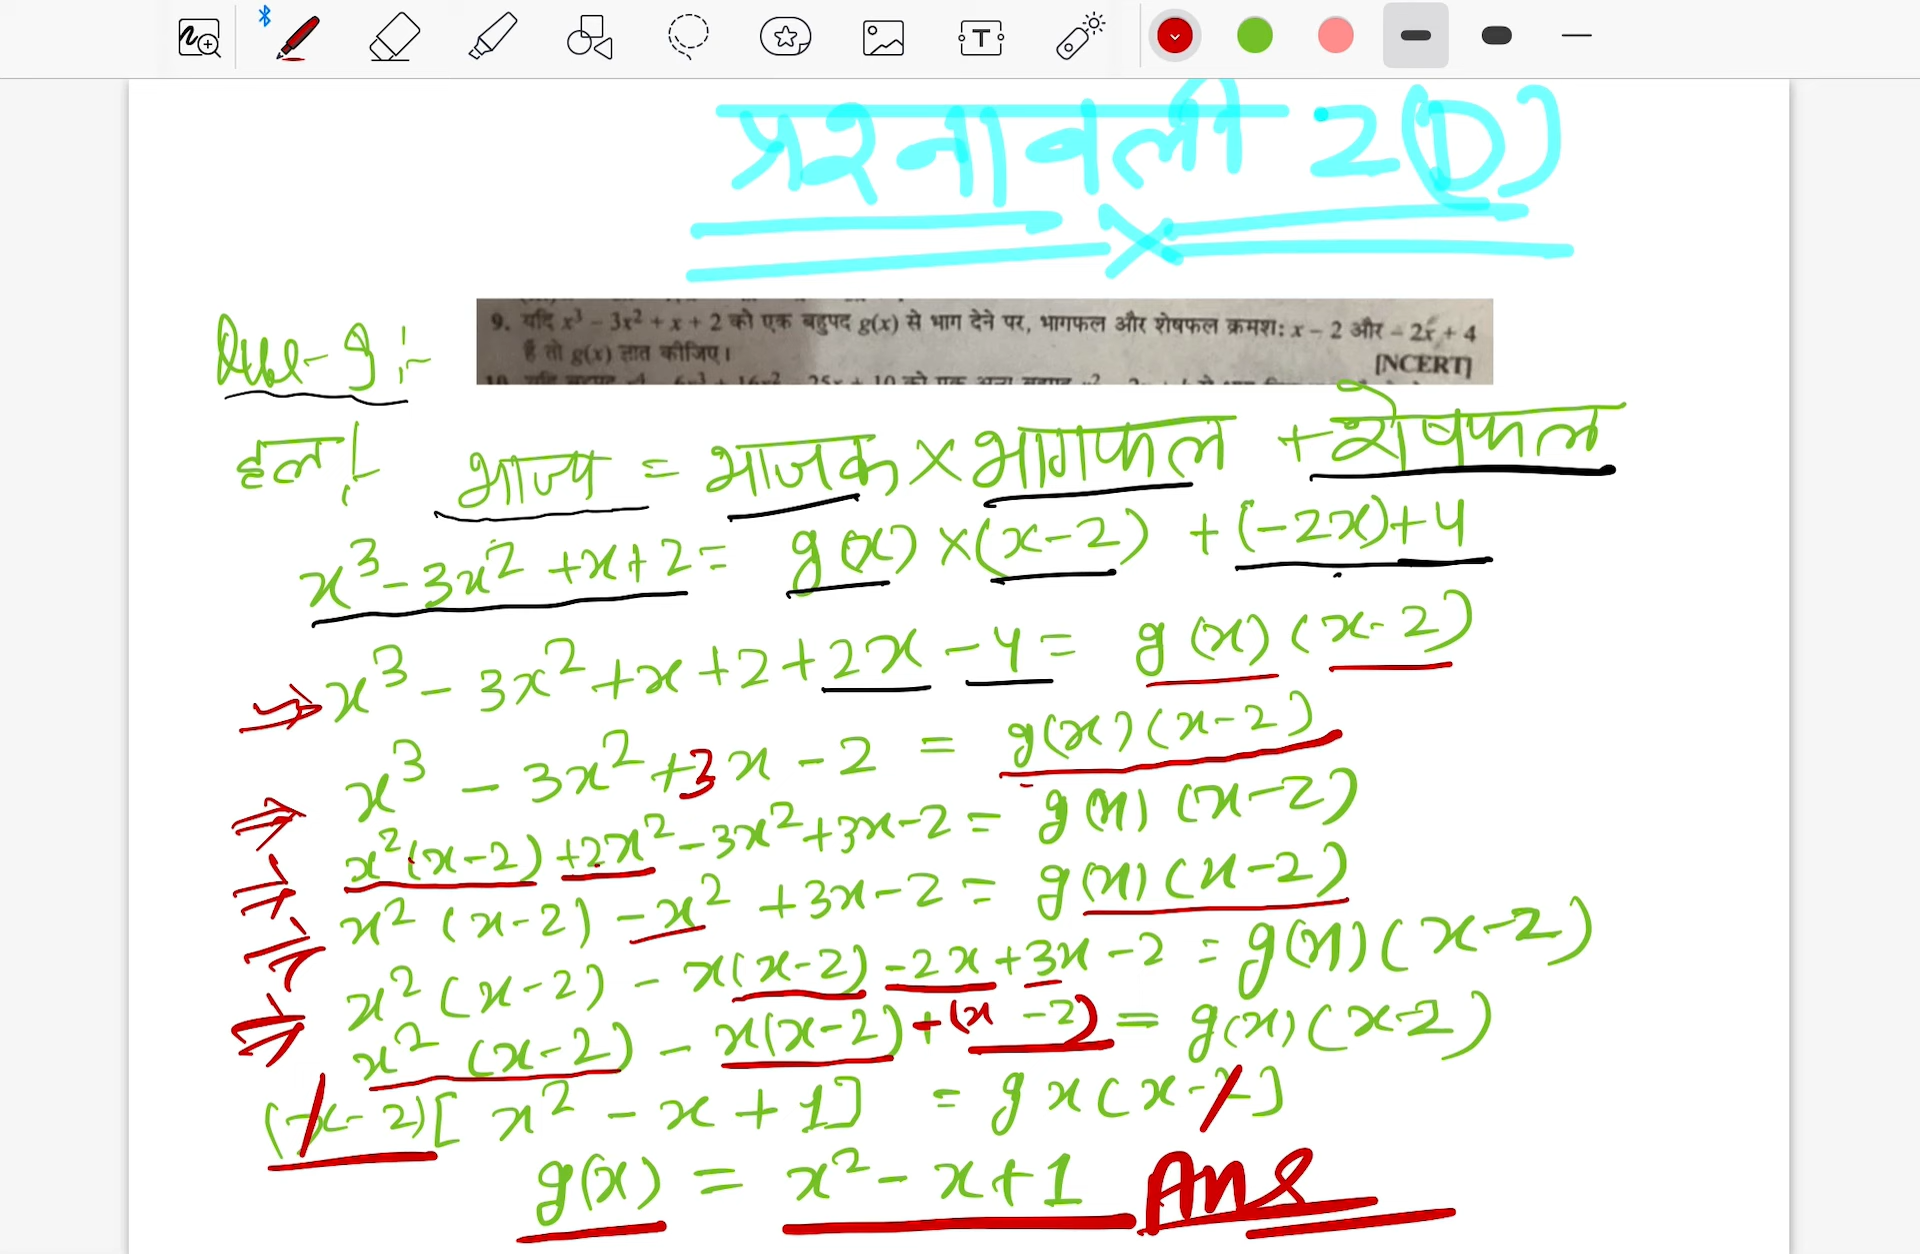 प्रश्नावली 2(D)
Que-9:-
9. यदि x³ - 3x² + x + 2 को एक बहुपद g(x) से भाग देने पर, भागफल और शेषफल क्रमश: x - 2 और - 2x + 4
हैं तो g(x) ज्ञात कीजिए।
[NCERT]
हल!
भाज्य = भाजक × भागफल + शेषफल
x³-3x²+x+2 = g(x) ×(x-2) +(-2x)+4
⇒ x³ - 3x²+x+2+2x-4 = g(x) (x-2)
x³ - 3x²+3x-2 = g(x)(x-2)
⇒ x²(x-2)+2x²-3x²+3x-2 = g(x) (x-2)
⇒ x² (x-2) -x² +3x-2 = g(x)(x-2)
⇒ x²(x-2) - x(x-2)-2x+3x-2 = g(x)(x-2)
⇒ x² (x-2) - x(x-2)+(x -2) = g(x)(x-2)
(x-2)[x² - x + 1] = gx(x-2)
g(x) = x²- x+1 Ans